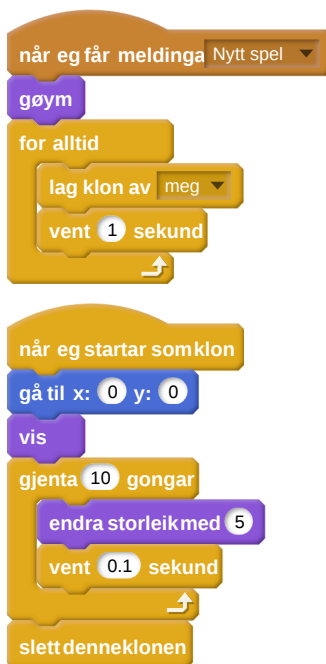 når eg får meldinga Nytt spel
gøym
for alltid
lag klon av meg
vent 1 sekund
når eg startar som klon
gå til x: 0 y: 0
vis
gjenta 10 gongar
endra storleik med 5
vent 0.1 sekund
slett denne klonen